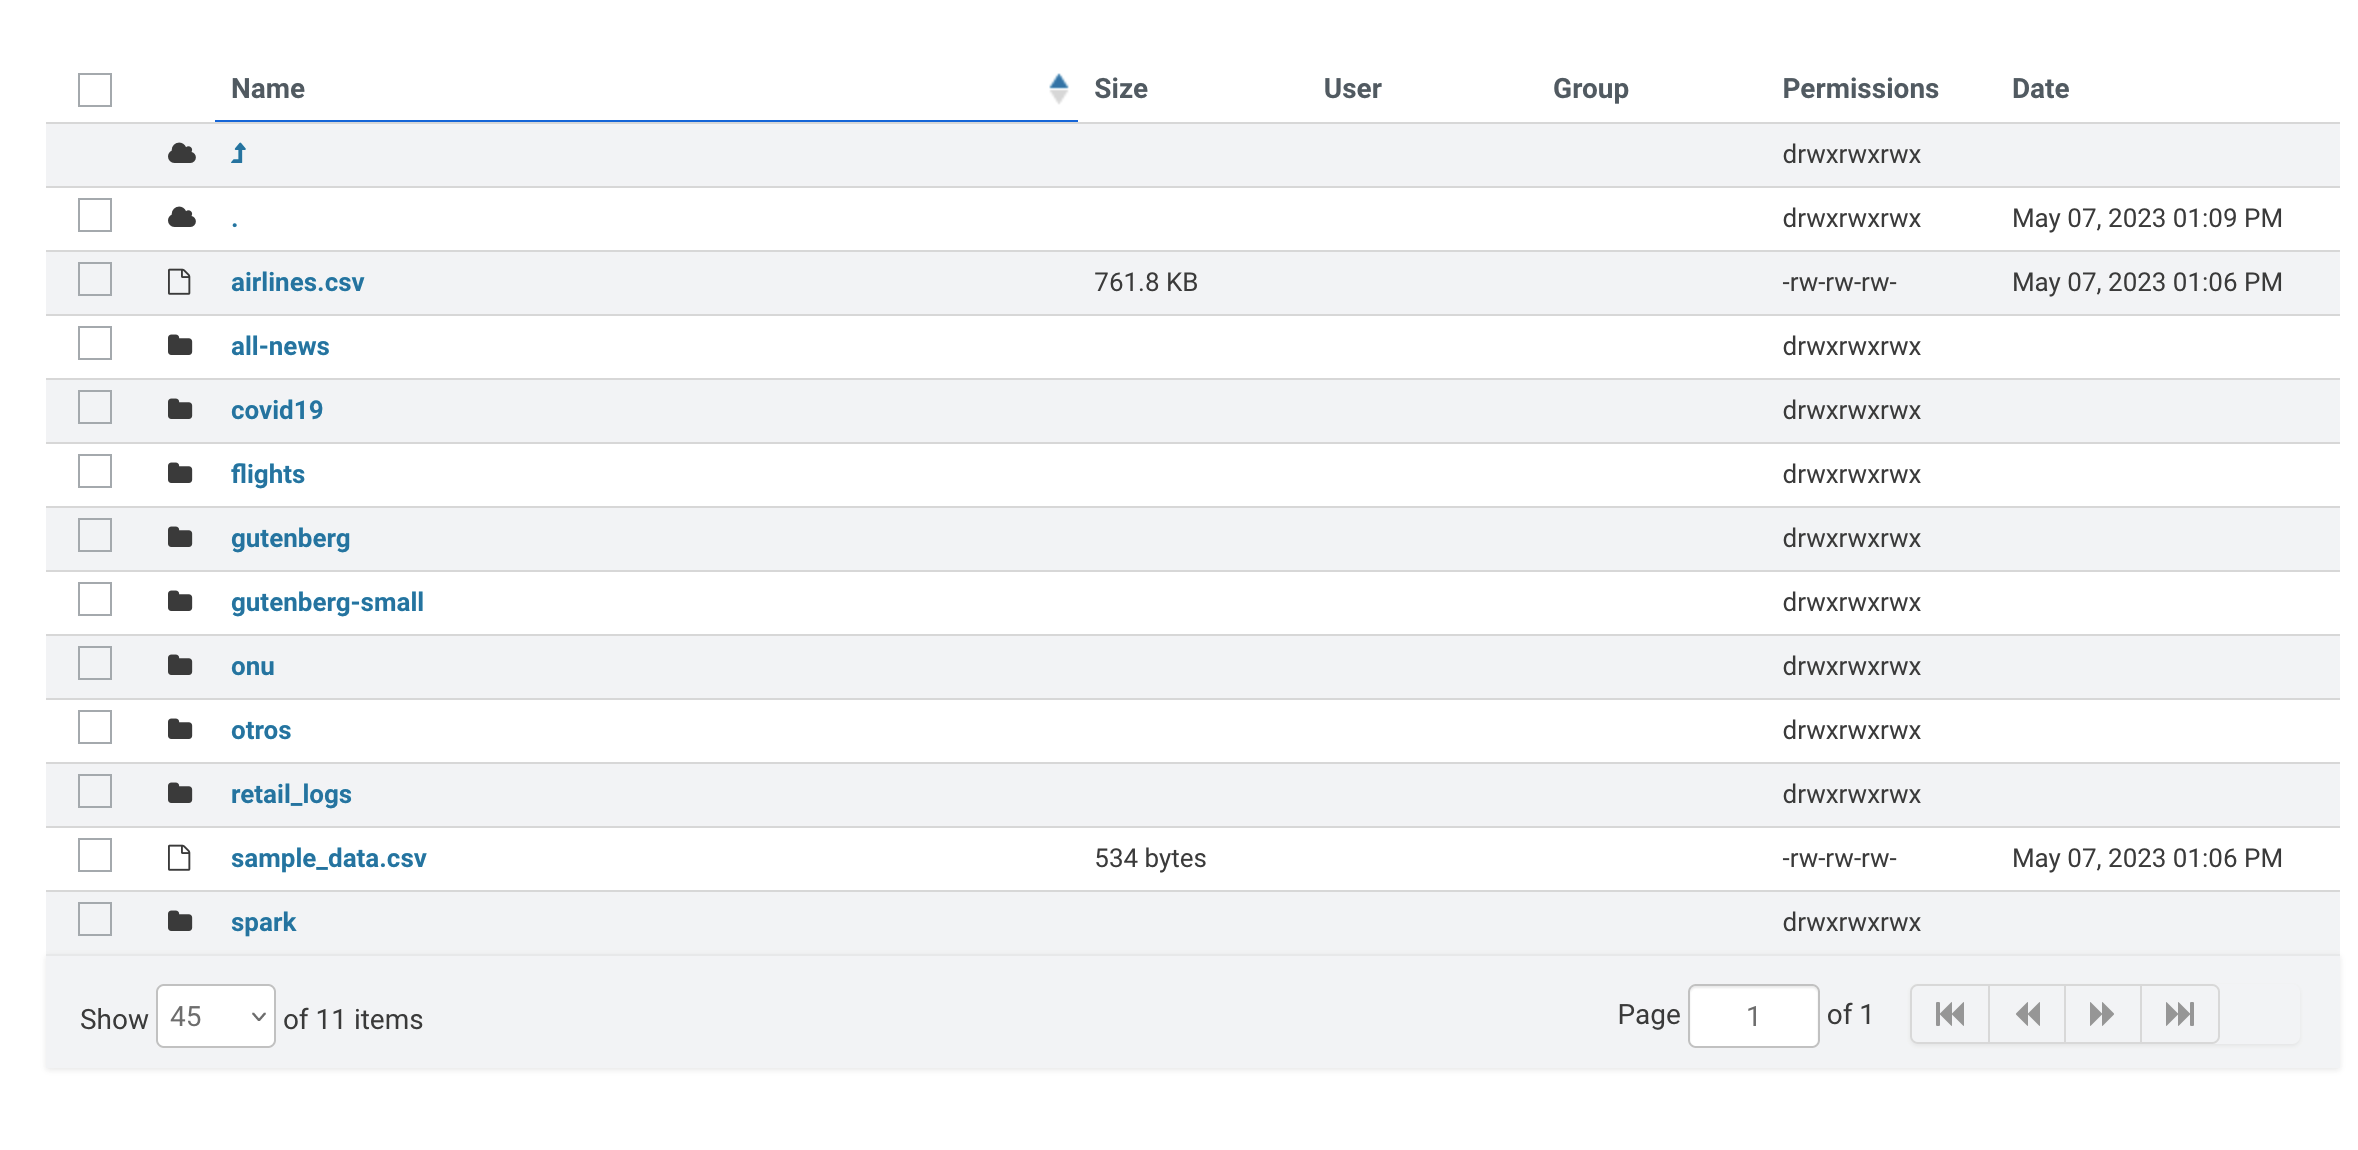 Name Size User Group Permissions Date
drwxrwxrwx
. drwxrwxrwx May 07, 2023 01:09 PM
airlines.csv 761.8 KB -rw-rw-rw- May 07, 2023 01:06 PM
all-news drwxrwxrwx
covid19 drwxrwxrwx
flights drwxrwxrwx
gutenberg drwxrwxrwx
gutenberg-small drwxrwxrwx
onu drwxrwxrwx
otros drwxrwxrwx
retail_logs drwxrwxrwx
sample_data.csv 534 bytes -rw-rw-rw- May 07, 2023 01:06 PM
spark drwxrwxrwx
Show 45 of 11 items Page 1 of 1